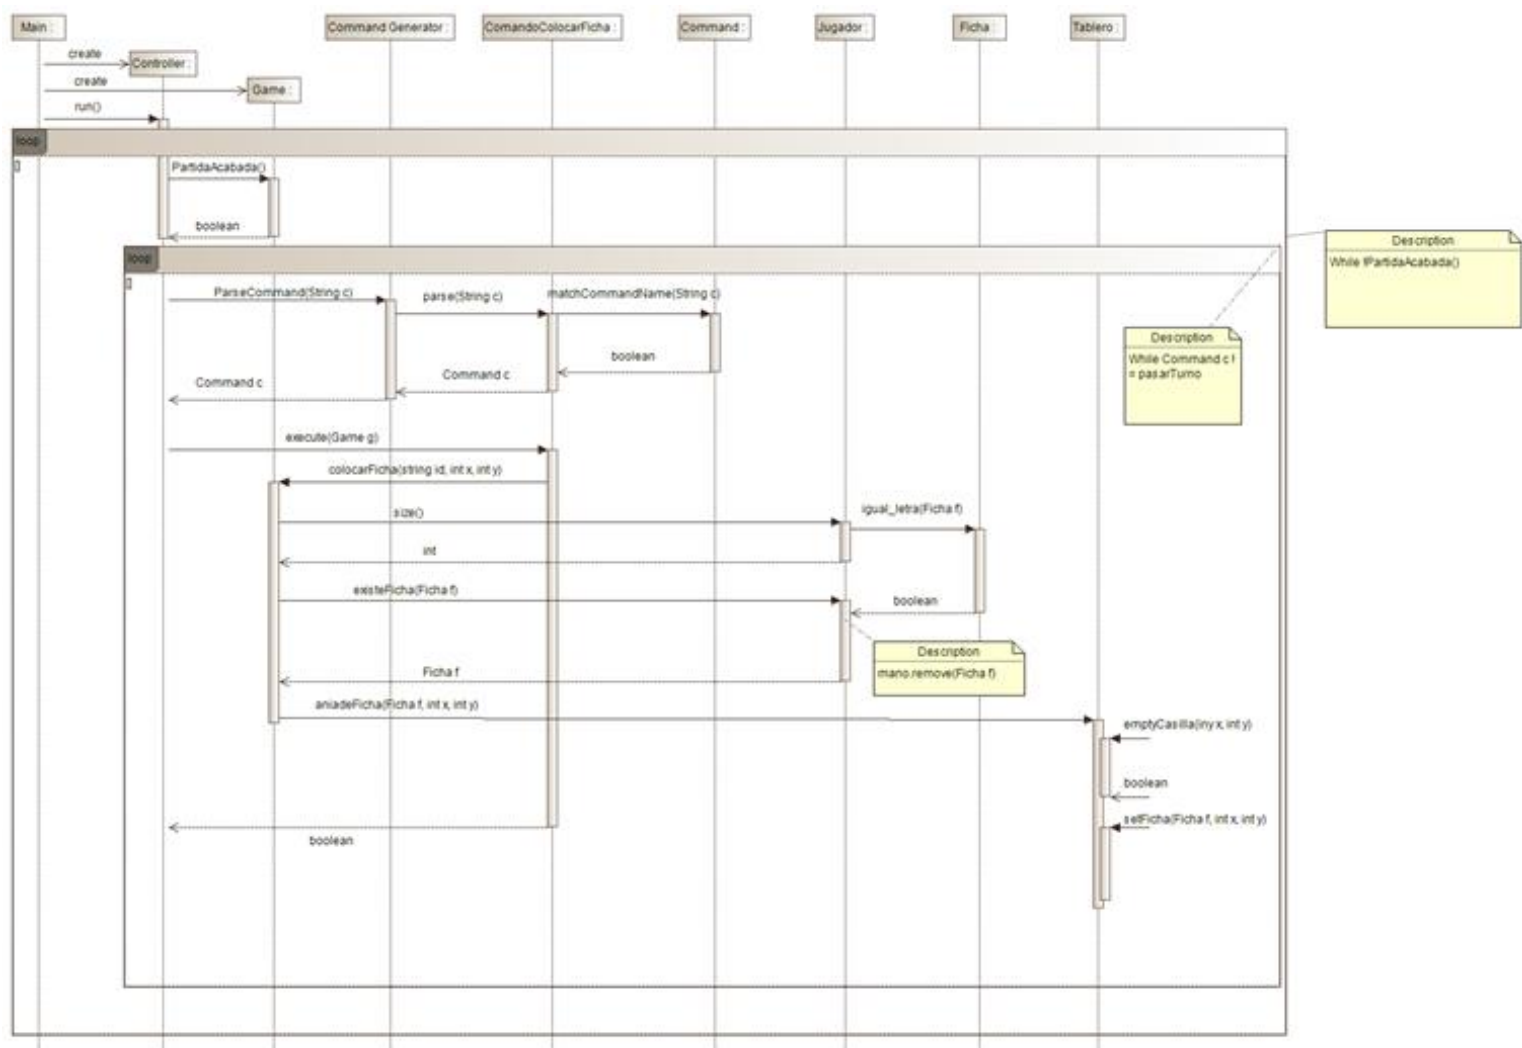 Main :
Command Generator :
ComandoColocarFicha :
Command :
Jugador :
Ficha :
Tablero :
create
Controller :
create
Game :
run()
loop
[]
PartidaAcabada()
boolean
loop
[]
Description
While !PartidaAcabada()
ParseCommand(String c)
parse(String c)
matchCommandName(String c)
Description
While Command c !
= pasarTurno
boolean
Command c
Command c
execute(Game g)
colocarFicha(string id, int x, int y)
size()
igual_letra(Ficha f)
int
existeFicha(Ficha f)
boolean
Description
mano.remove(Ficha f)
Ficha f
aniadeFicha(Ficha f, int x, int y)
emptyCasilla(iny x, int y)
boolean
setFicha(Ficha f, int x, int y)
boolean